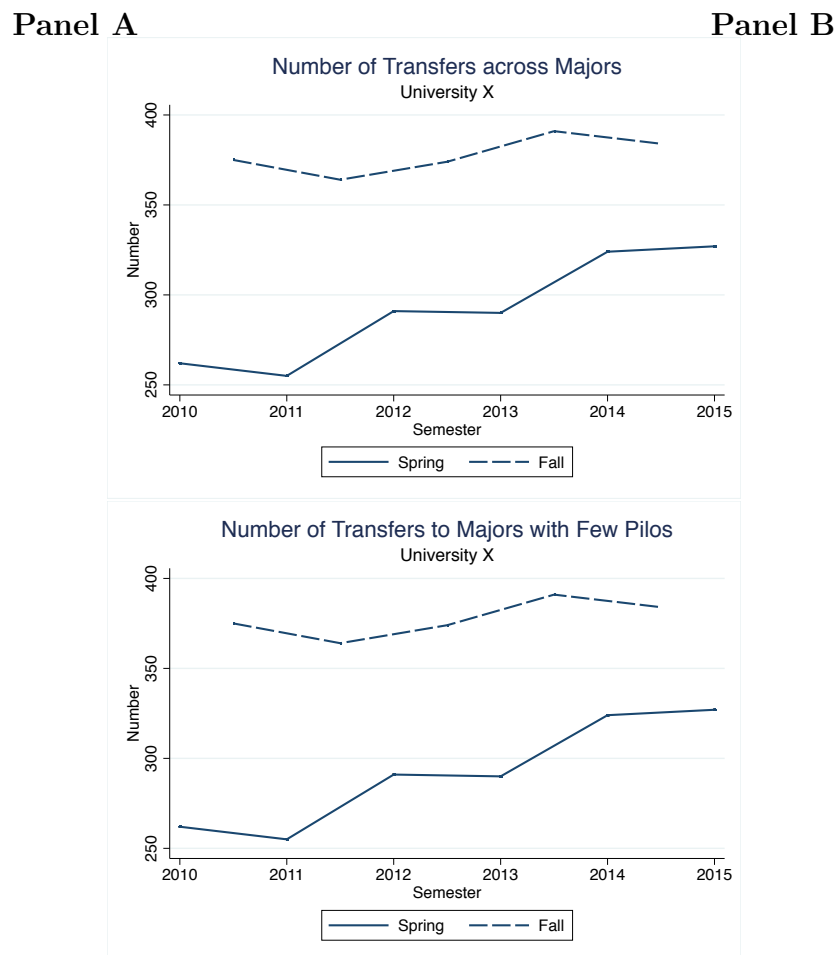 Panel A Panel B
Number of Transfers across Majors
University X
400
350
300
250
Number
2010 2011 2012 2013 2014 2015
Semester
Spring Fall
Number of Transfers to Majors with Few Pilos
University X
400
350
300
250
Number
2010 2011 2012 2013 2014 2015
Semester
Spring Fall